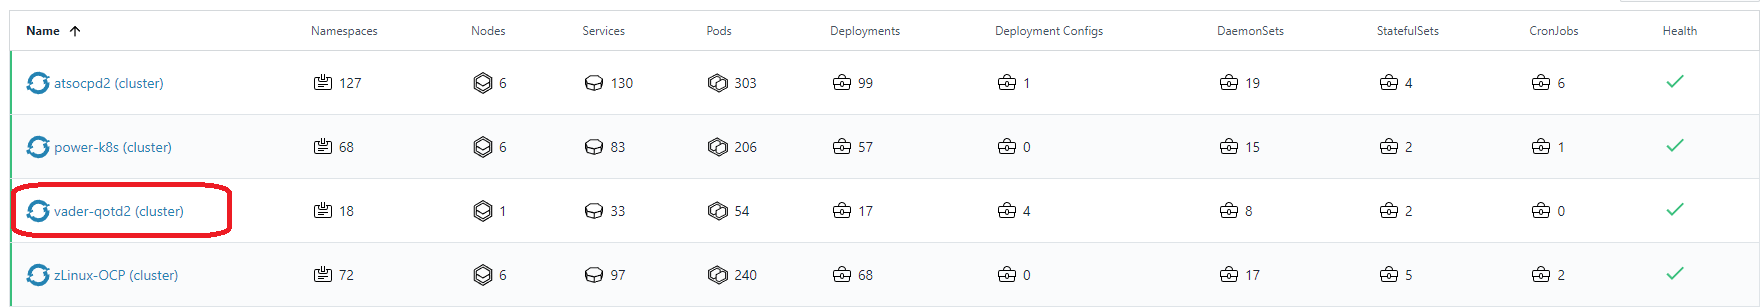 Name Namespaces Nodes Services Pods Deployments Deployment Configs DaemonSets StatefulSets CronJobs Health
atsocpd2 (cluster) 127 6 130 303 99 1 19 4 6
power-k8s (cluster) 68 6 83 206 57 0 15 2 1
vader-qotd2 (cluster) 18 1 33 54 17 4 8 2 0
zLinux-OCP (cluster) 72 6 97 240 68 0 17 5 2